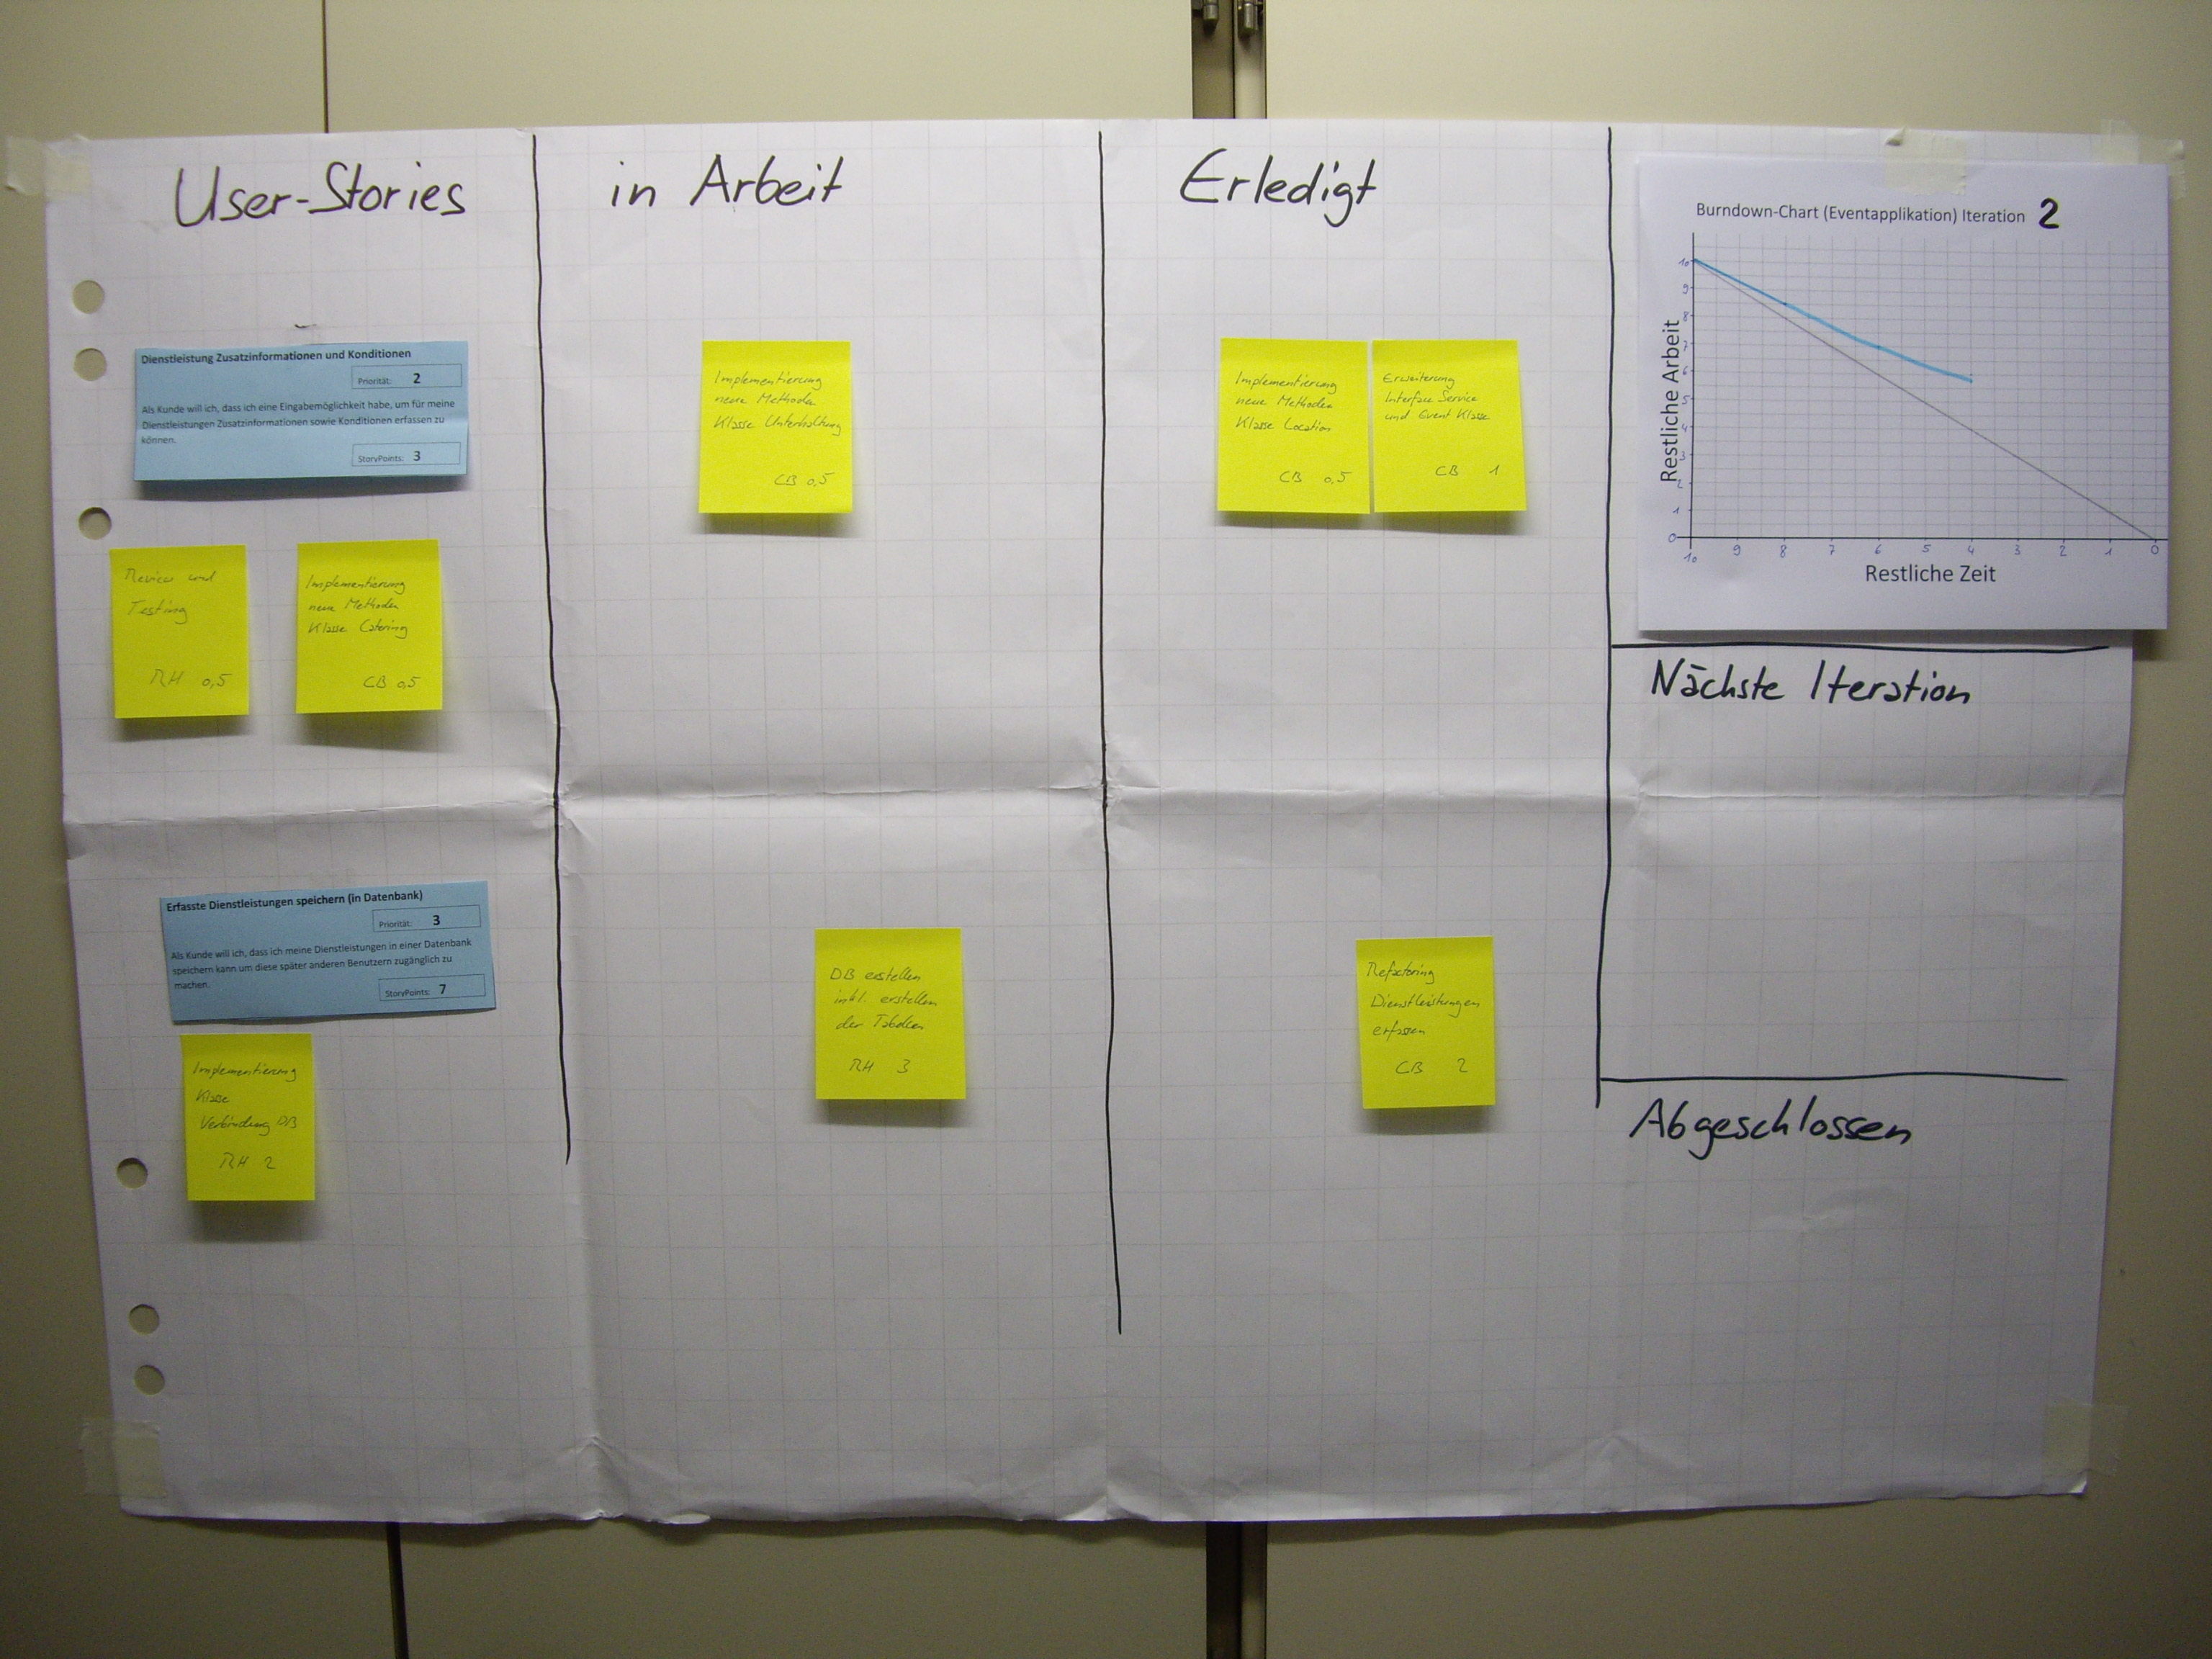 User-Stories
in Arbeit
Erledigt
Dienstleistung Zusatzinformationen und Konditionen
Priorität: 2
Als Kunde will ich, dass ich eine Eingabemöglichkeit habe, um für meine
Dienstleistungen Zusatzinformationen sowie Konditionen erfassen zu
können.
StoryPoints: 3
Review und
Testing
RH 0,5
Implementierung
neue Methoden
Klasse Catering
CB 0,5
Implementierung
neue Methoden
Klasse Unterhaltung
CB 0,5
Implementierung
neue Methoden
Klasse Location
CB 0,5
Erweiterung
Interface Service
und Event Klasse
CB 1
Burndown-Chart (Eventapplikation) Iteration 2
Restliche Arbeit
10
9
8
7
6
5
4
3
2
1
0
10 9 8 7 6 5 4 3 2 1 0
Restliche Zeit
Nächste Iteration
Erfasste Dienstleistungen speichern (in Datenbank)
Priorität: 3
Als Kunde will ich, dass ich meine Dienstleistungen in einer Datenbank
speichern kann um diese später anderen Benutzern zugänglich zu
machen.
StoryPoints: 7
Implementierung
Klasse
Verbindung DB
RH 2
DB erstellen
inkl. erstellen
der Tabellen
RH 3
Refactoring
Dienstleistungen
erfassen
CB 2
Abgeschlossen